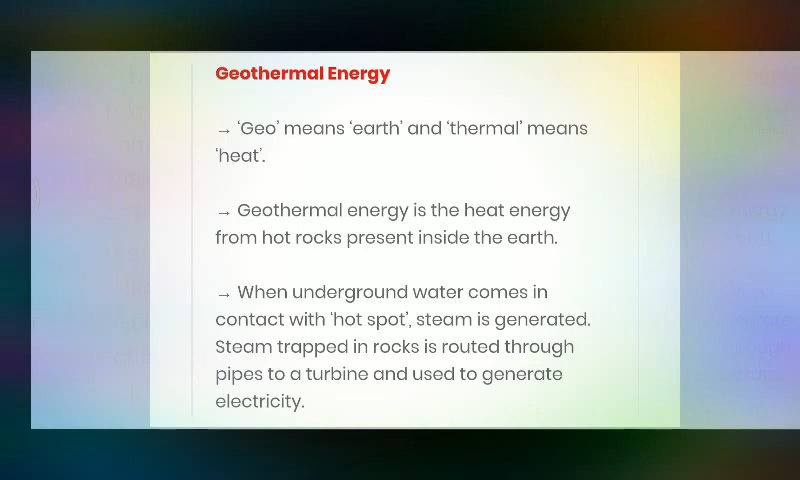 Geothermal Energy
→ ‘Geo’ means ‘earth’ and ‘thermal’ means
‘heat’.
→ Geothermal energy is the heat energy
from hot rocks present inside the earth.
→ When underground water comes in
contact with ‘hot spot’, steam is generated.
Steam trapped in rocks is routed through
pipes to a turbine and used to generate
electricity.